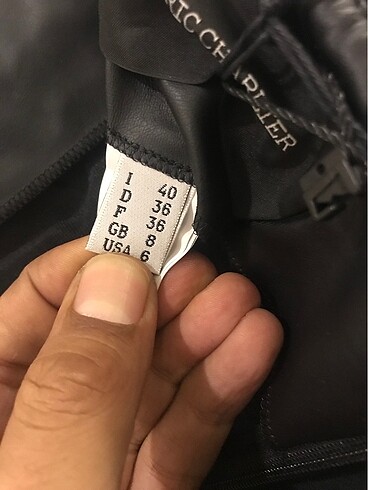 RIC CHARLIER
I 40
D 36
F 36
GB 8
USA 6